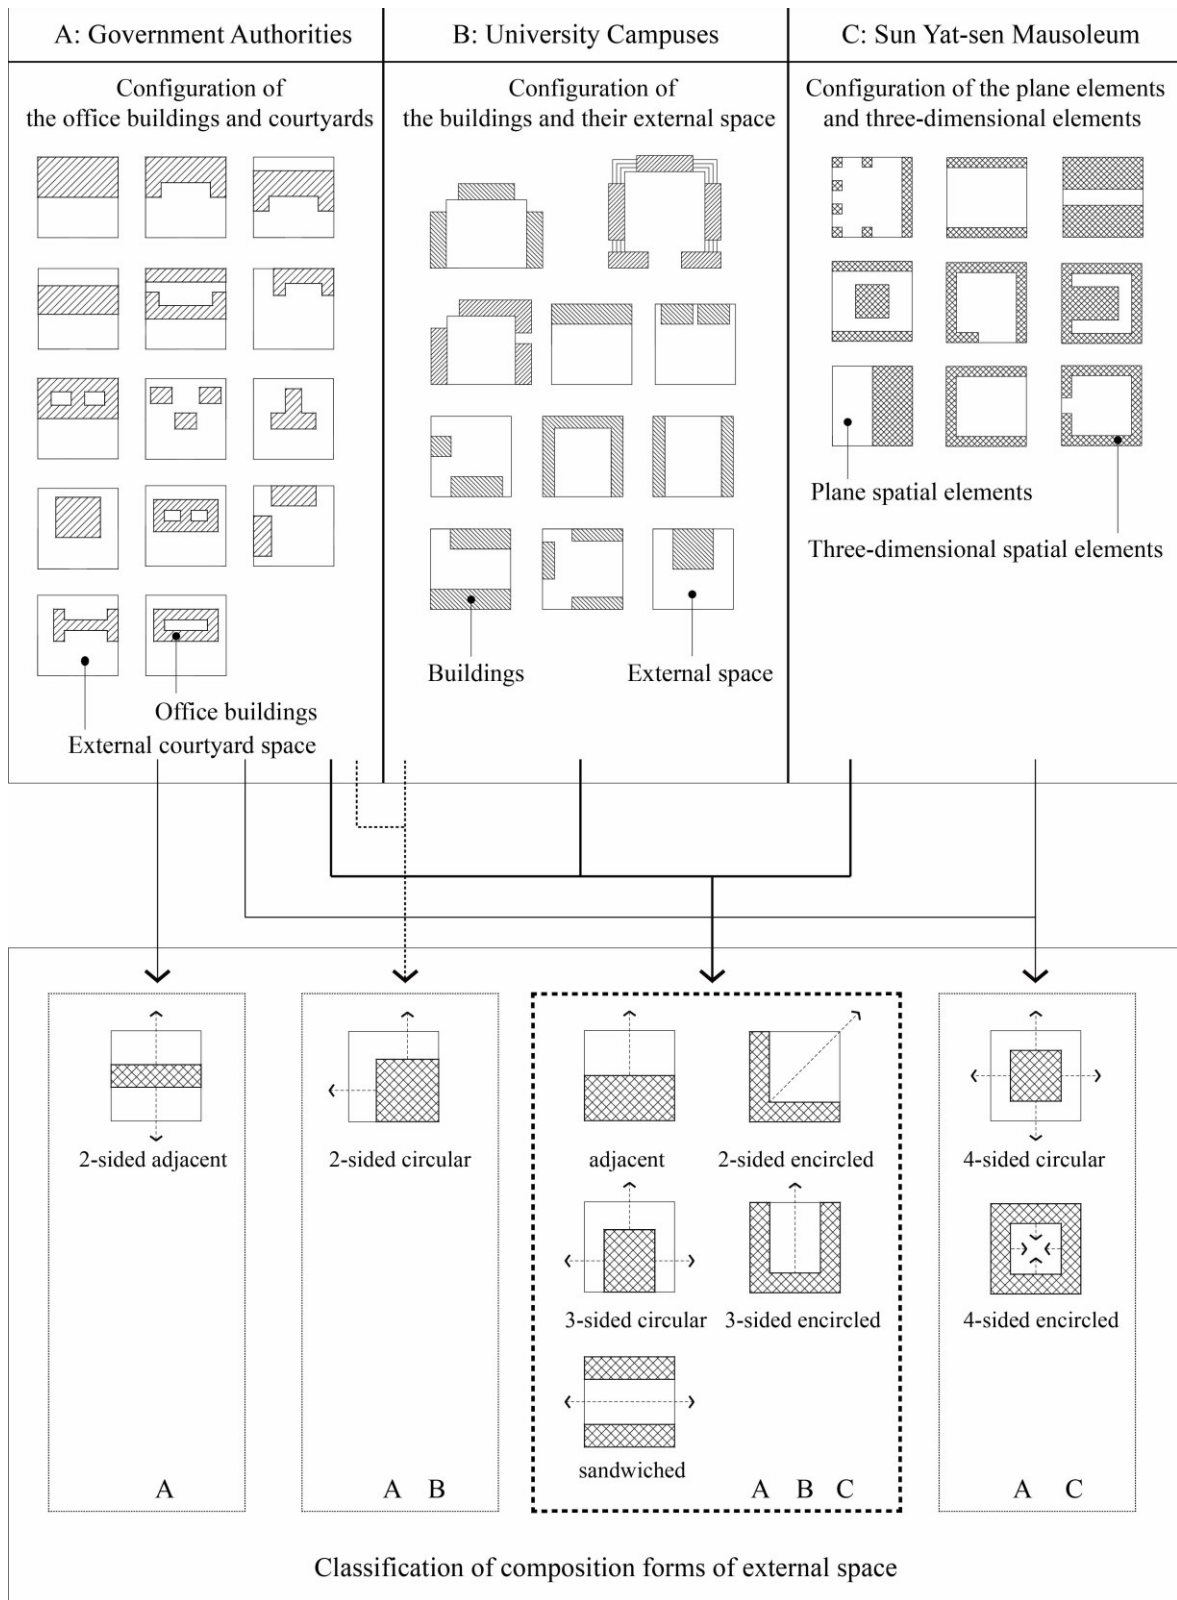 A: Government Authorities
B: University Campuses
C: Sun Yat-sen Mausoleum
Configuration of
the office buildings and courtyards
Configuration of
the buildings and their external space
Configuration of the plane elements
and three-dimensional elements
Plane spatial elements
Three-dimensional spatial elements
Buildings
External space
Office buildings
External courtyard space
2-sided adjacent
2-sided circular
adjacent
2-sided encircled
4-sided circular
3-sided circular
3-sided encircled
4-sided encircled
sandwiched
A
A B
A B C
A C
Classification of composition forms of external space